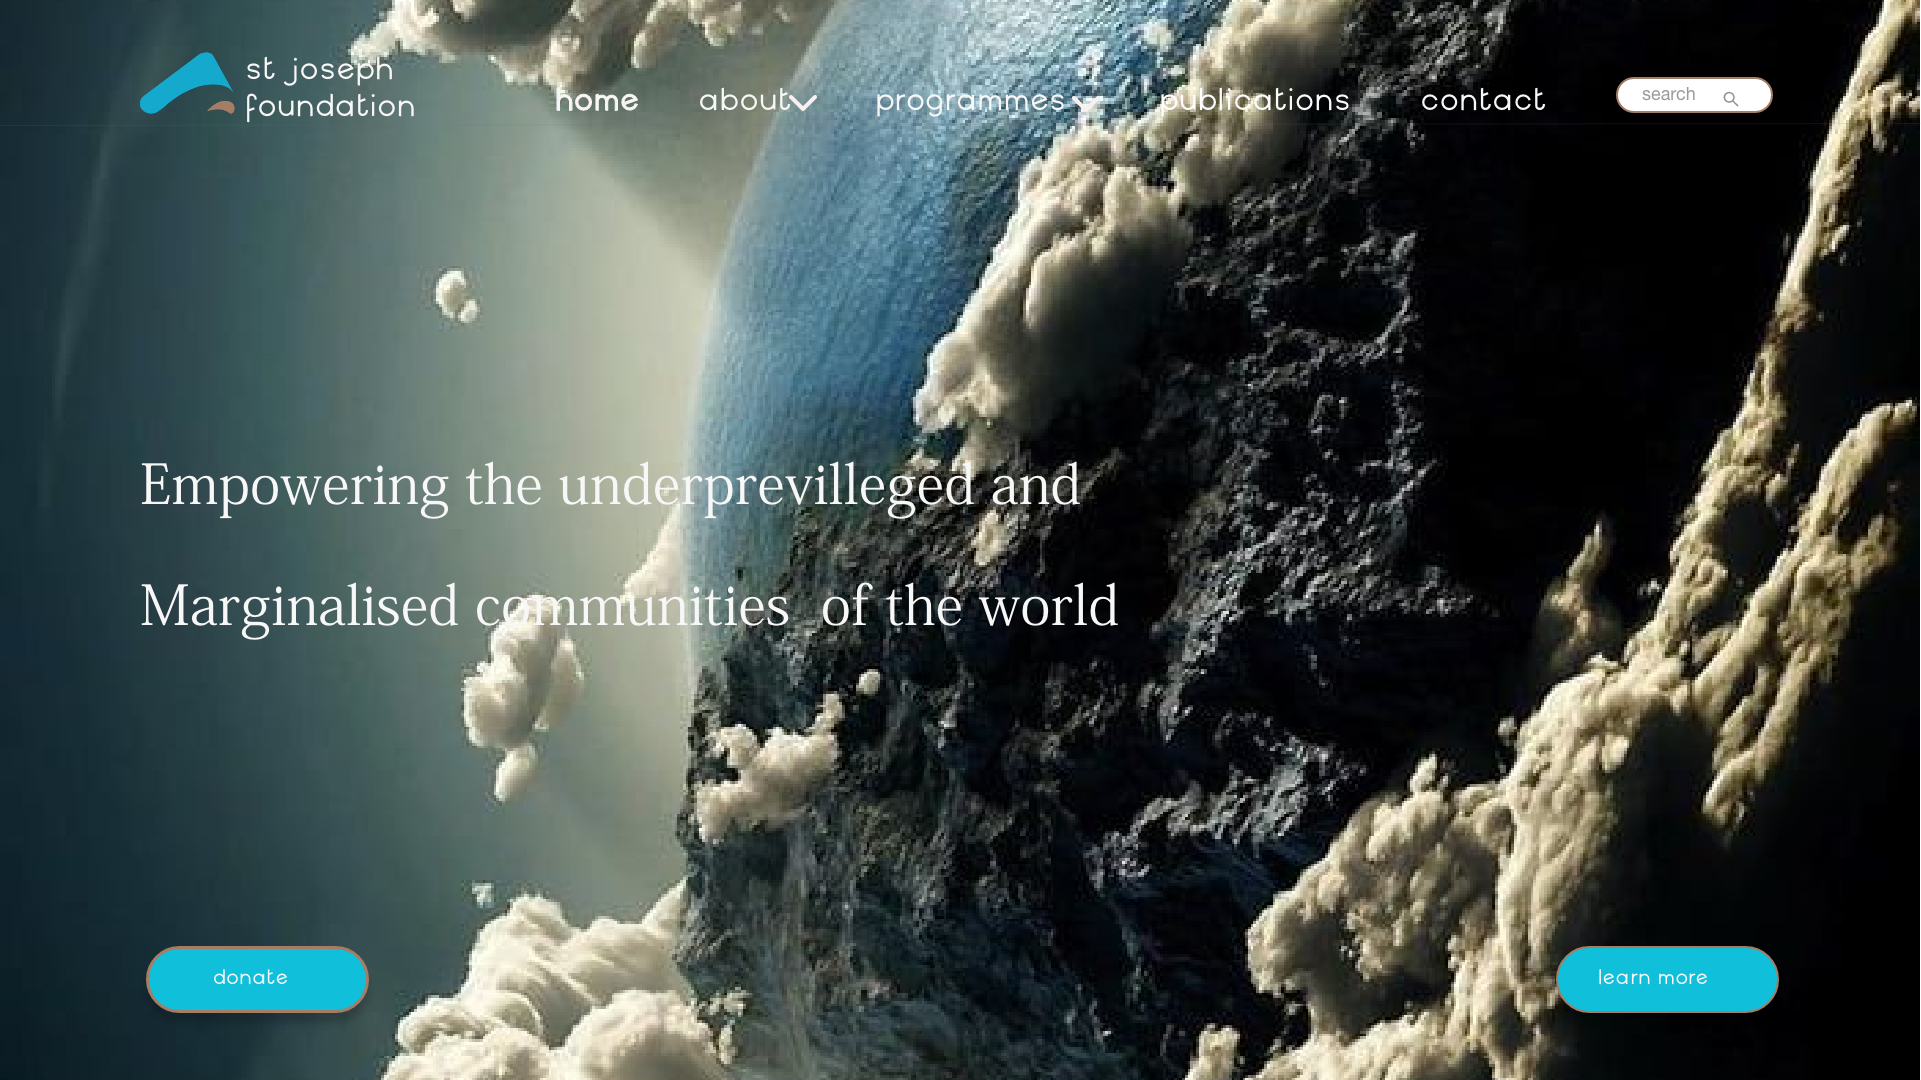 st joseph
foundation
home about programmes publications contact search
Empowering the underprevilleged and
Marginalised communities of the world
donate learn more